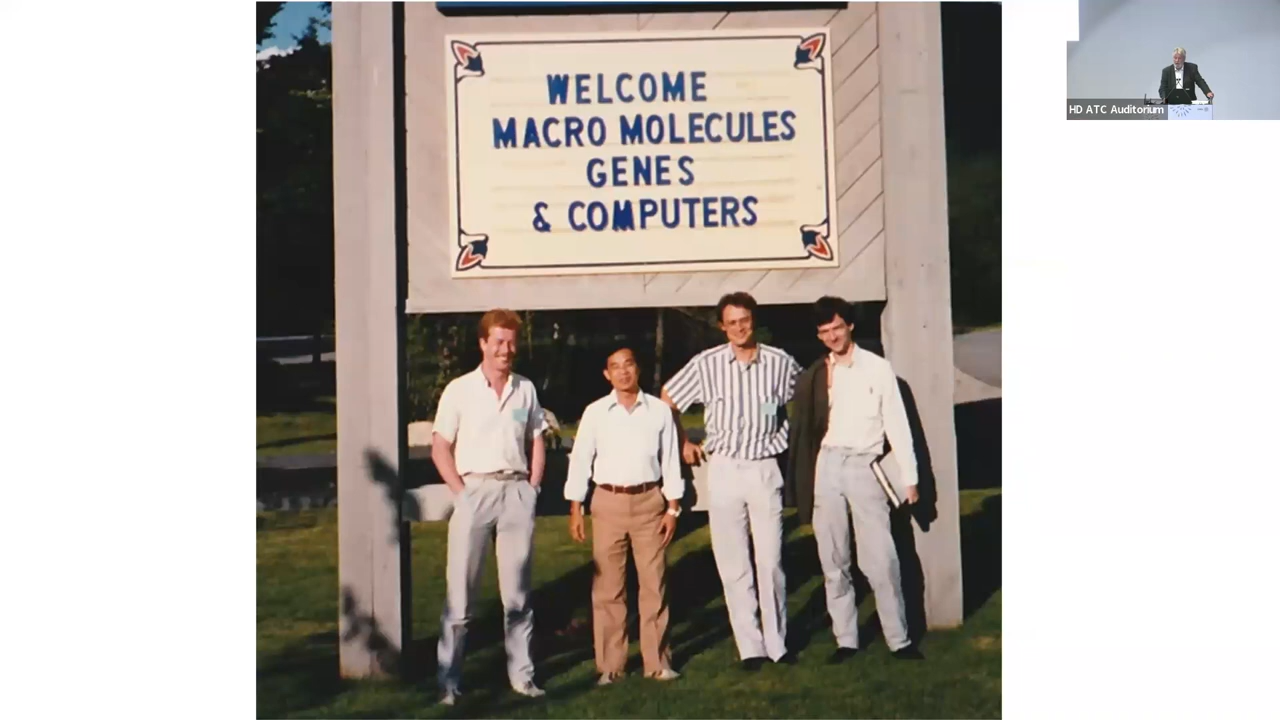 WELCOME
MACRO MOLECULES
GENES
& COMPUTERS
HD ATC Auditorium